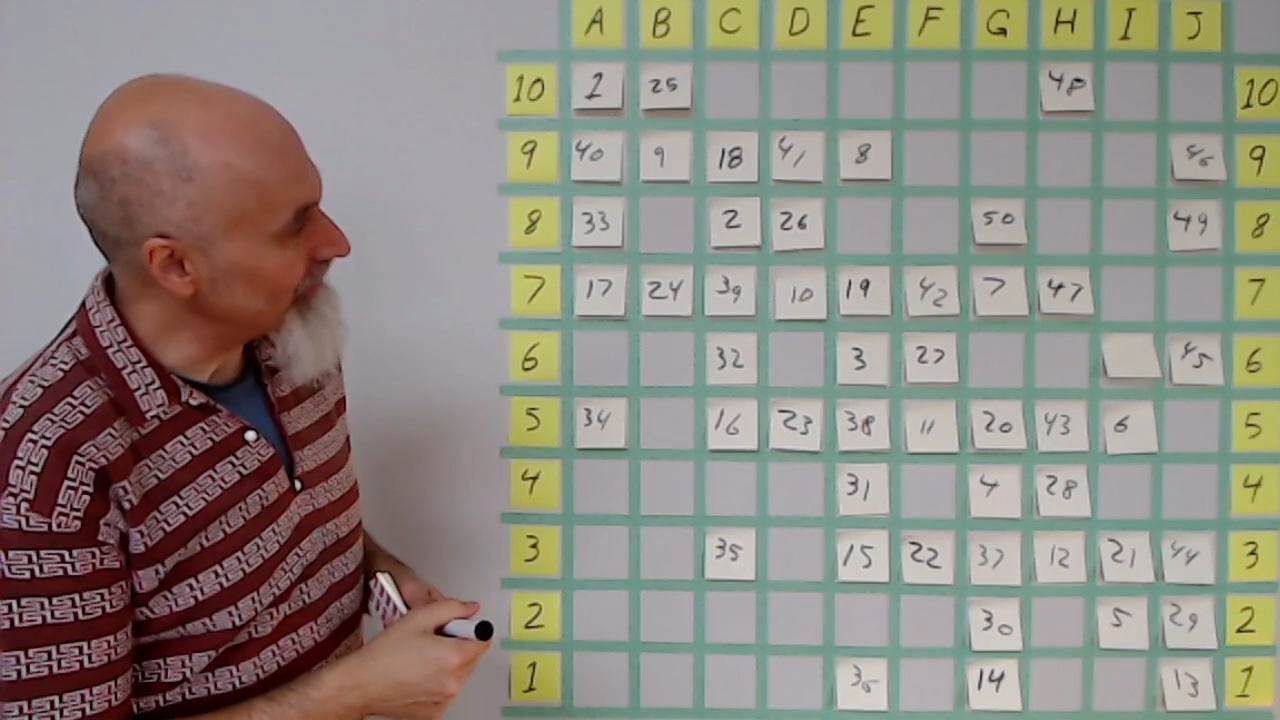 A B C D E F G H I J
10 1 25 48 10
9 40 9 18 41 8 46 9
8 33 2 26 50 49 8
7 17 24 39 10 19 42 7 47 7
6 32 3 27 45 6
5 34 16 23 38 11 20 43 6 5
4 31 4 28 4
3 35 15 22 37 12 21 44 3
2 30 5 29 2
1 36 14 13 1